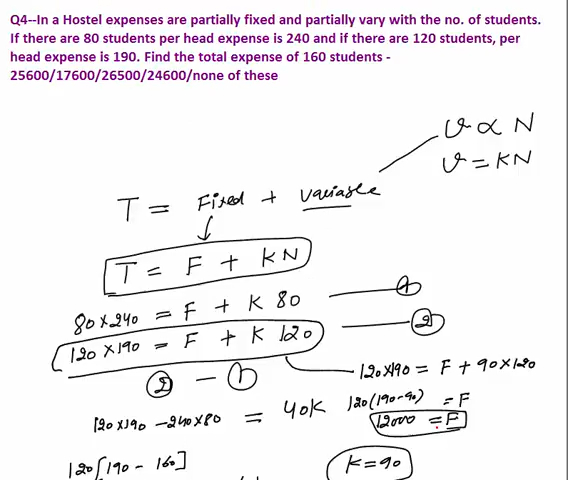 Q4--In a Hostel expenses are partially fixed and partially vary with the no. of students.
If there are 80 students per head expense is 240 and if there are 120 students, per
head expense is 190. Find the total expense of 160 students -
25600/17600/26500/24600/none of these
v ∝ N
v = KN
T = Fixed + variable
T = F + KN
80×240 = F + K 80 — 1
120×190 = F + K 120 — 2
2 - 1
120×190 = F + 90×120
120×190 - 240×80 = 40K
120(190-90) = F
12000 = F
120[190 - 160]
K=90